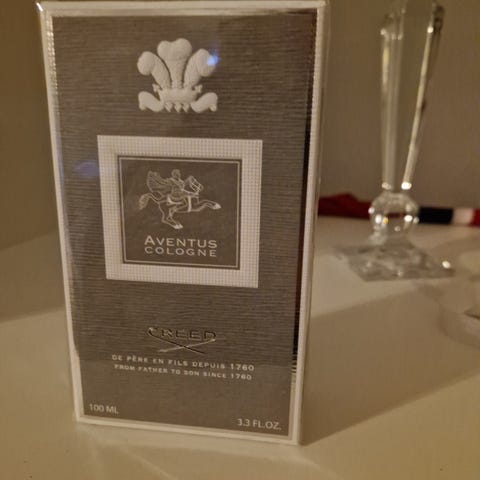 AVENTUS
COLOGNE
CREED
DE PÈRE EN FILS DEPUIS 1760
FROM FATHER TO SON SINCE 1760
100 ML
3.3 FL.OZ.